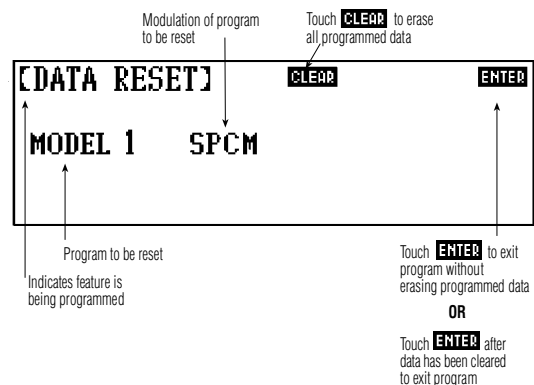 Modulation of program
to be reset
Touch CLEAR to erase
all programmed data
[DATA RESET] CLEAR ENTER
MODEL 1 SPCM
Program to be reset
Indicates feature is
being programmed
Touch ENTER to exit
program without
erasing programmed data
OR
Touch ENTER after
data has been cleared
to exit program